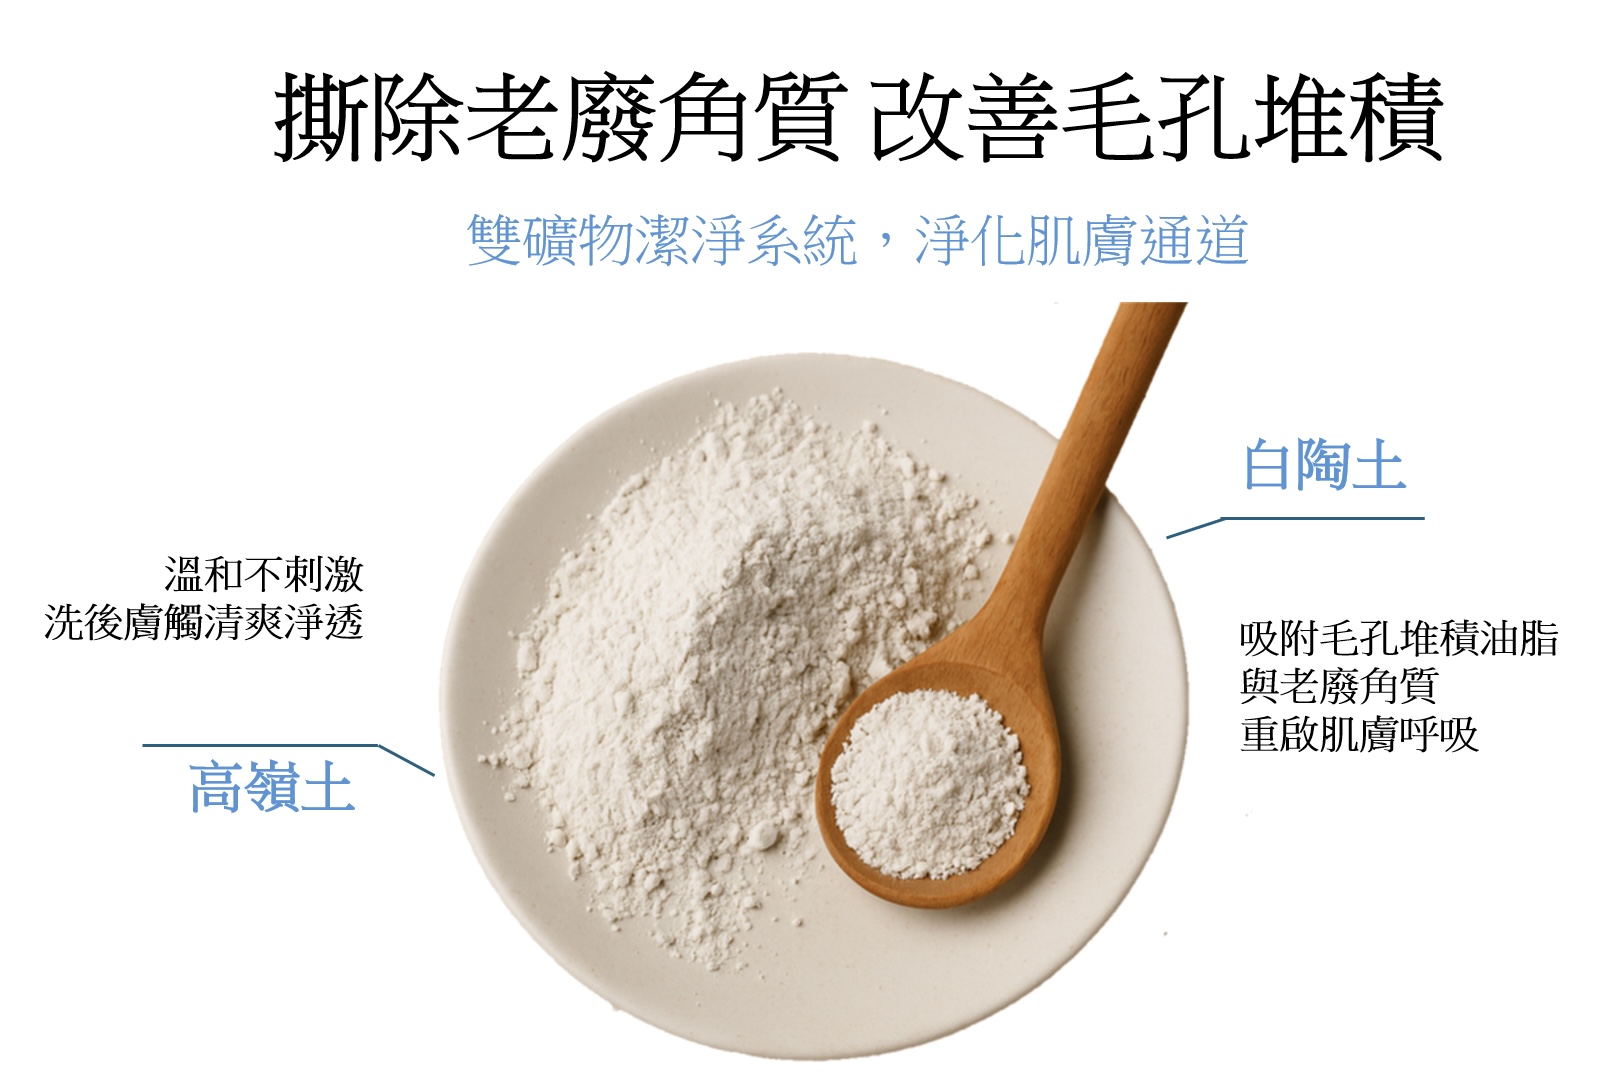 撕除老廢角質 改善毛孔堆積
雙礦物潔淨系統，淨化肌膚通道
白陶土
吸附毛孔堆積油脂
與老廢角質
重啟肌膚呼吸
溫和不刺激
洗後膚觸清爽淨透
高嶺土